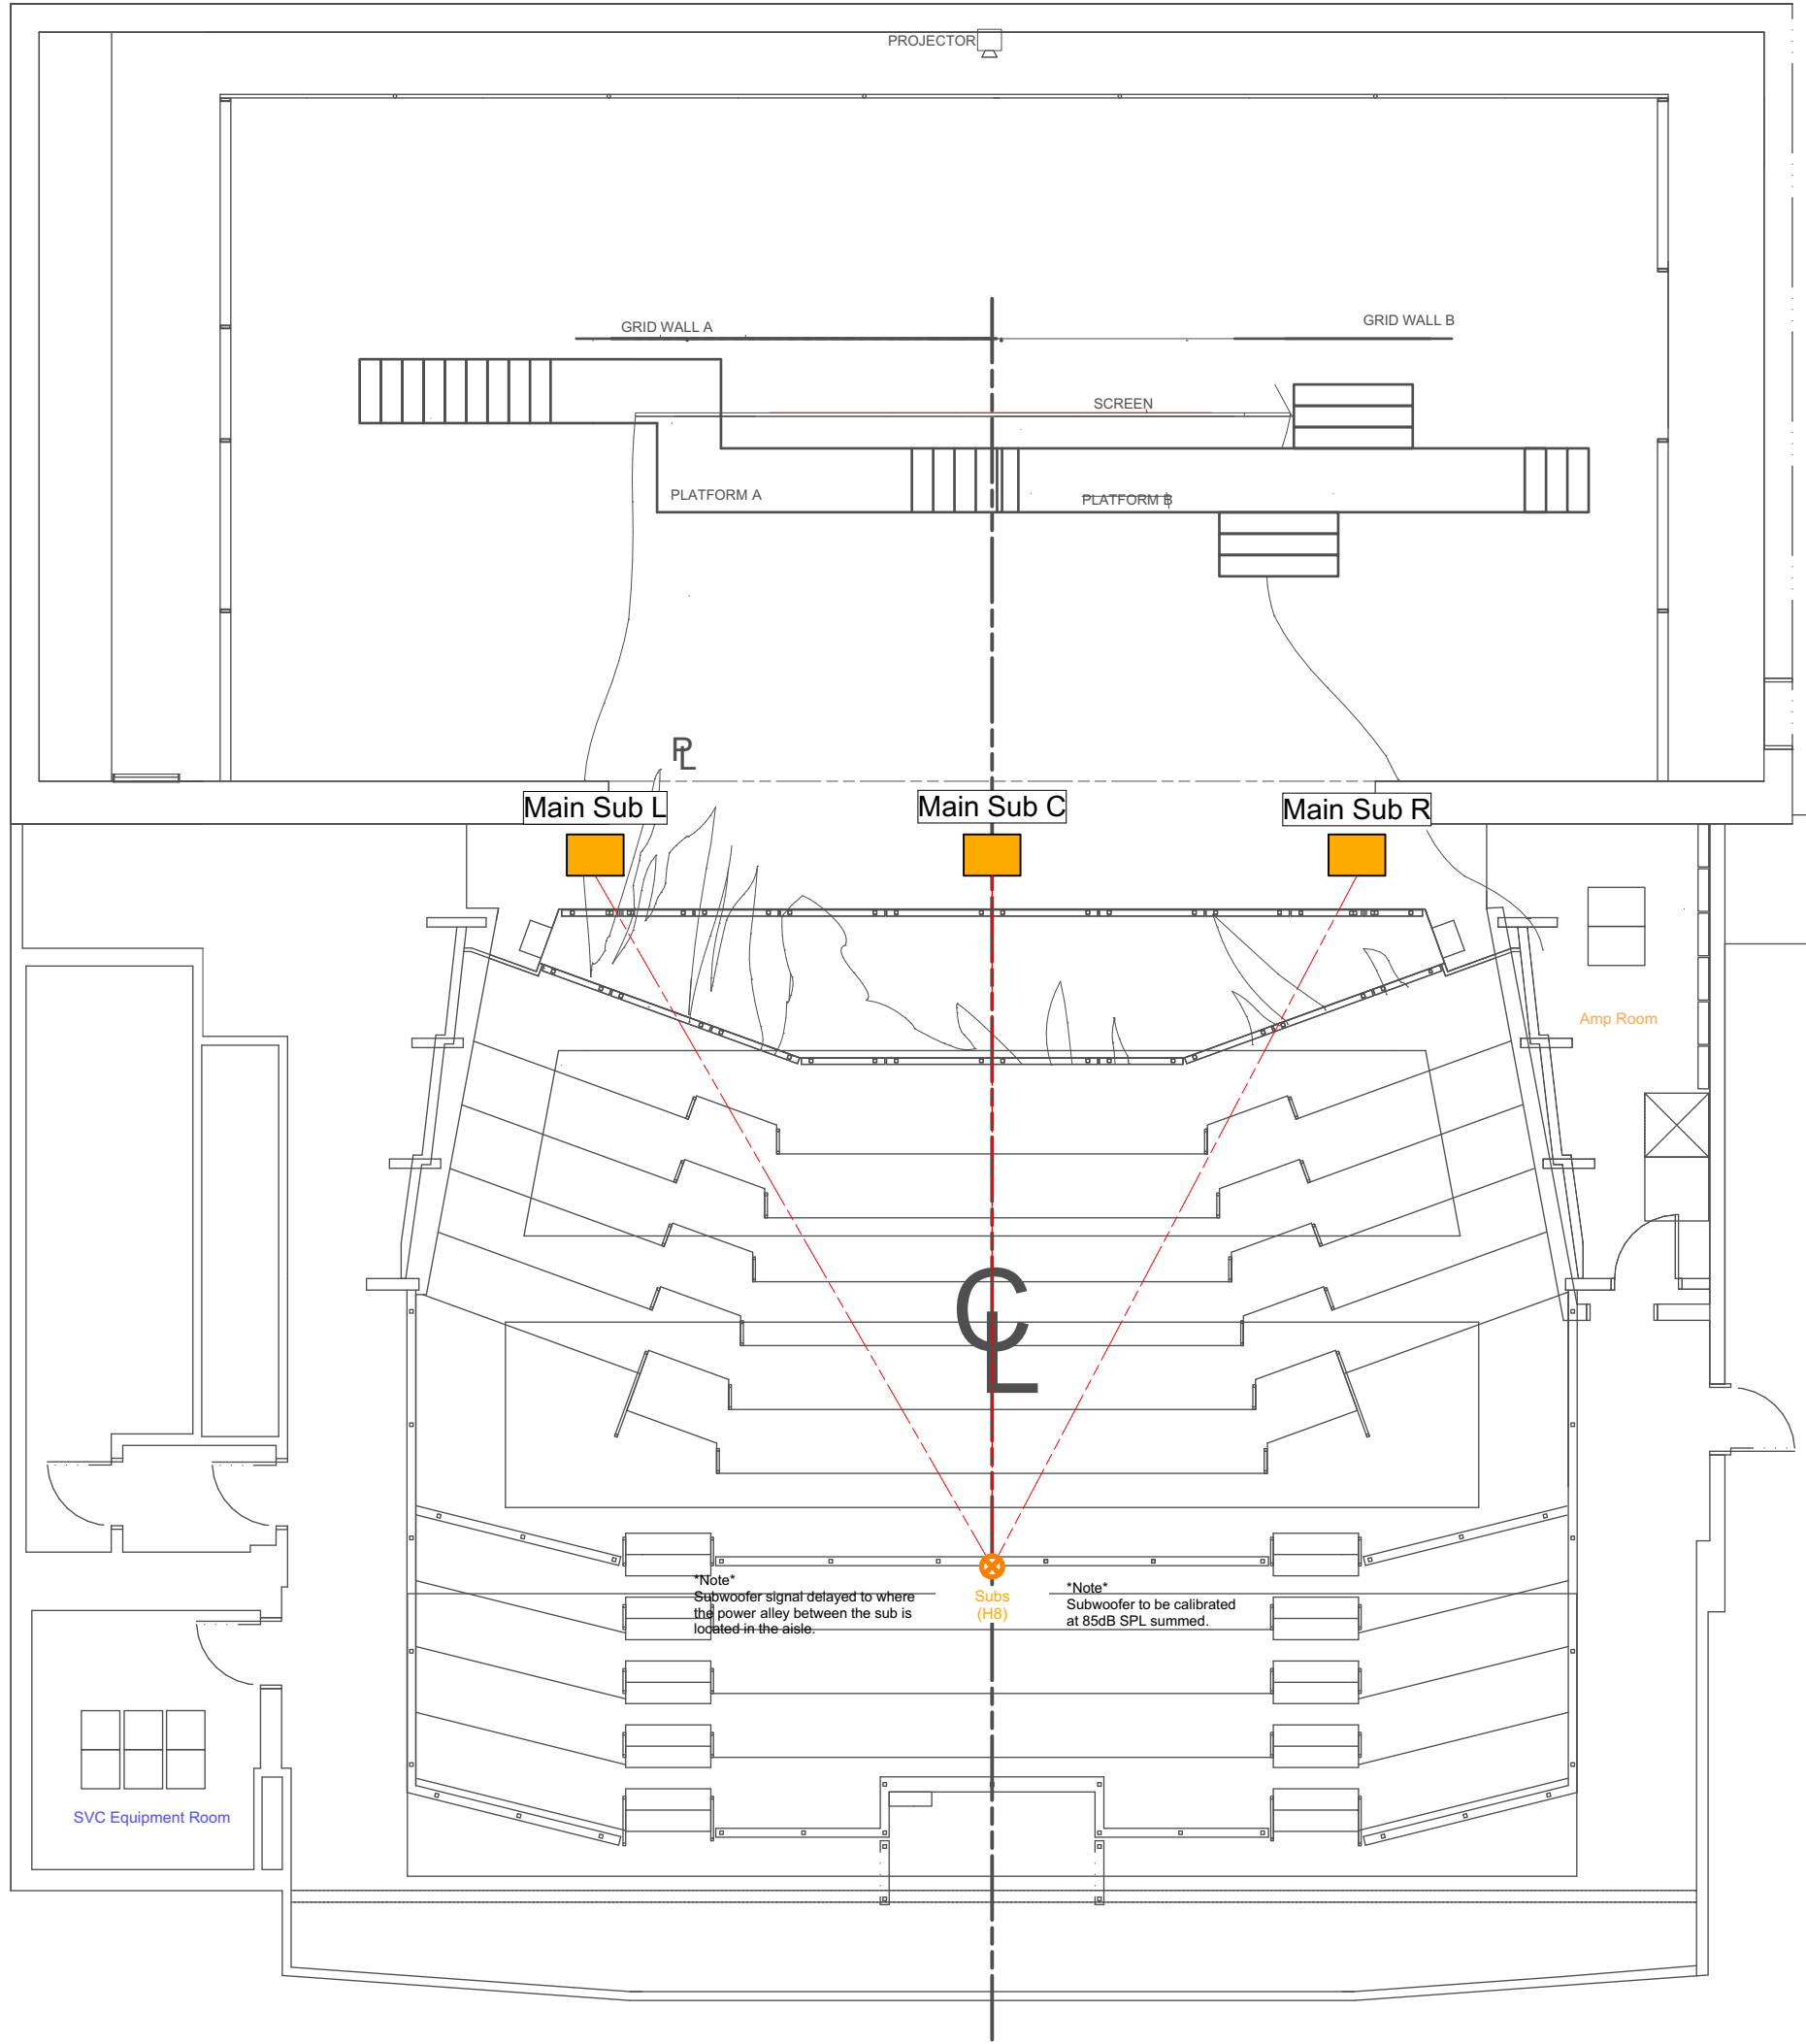 PROJECTOR
GRID WALL A
GRID WALL B
SCREEN
PLATFORM A
PLATFORM B
PL
Main Sub L
Main Sub C
Main Sub R
Amp Room
CL
*Note*
Subwoofer signal delayed to where
the power alley between the sub is
located in the aisle.
Subs
(H8)
*Note*
Subwoofer to be calibrated
at 85dB SPL summed.
SVC Equipment Room